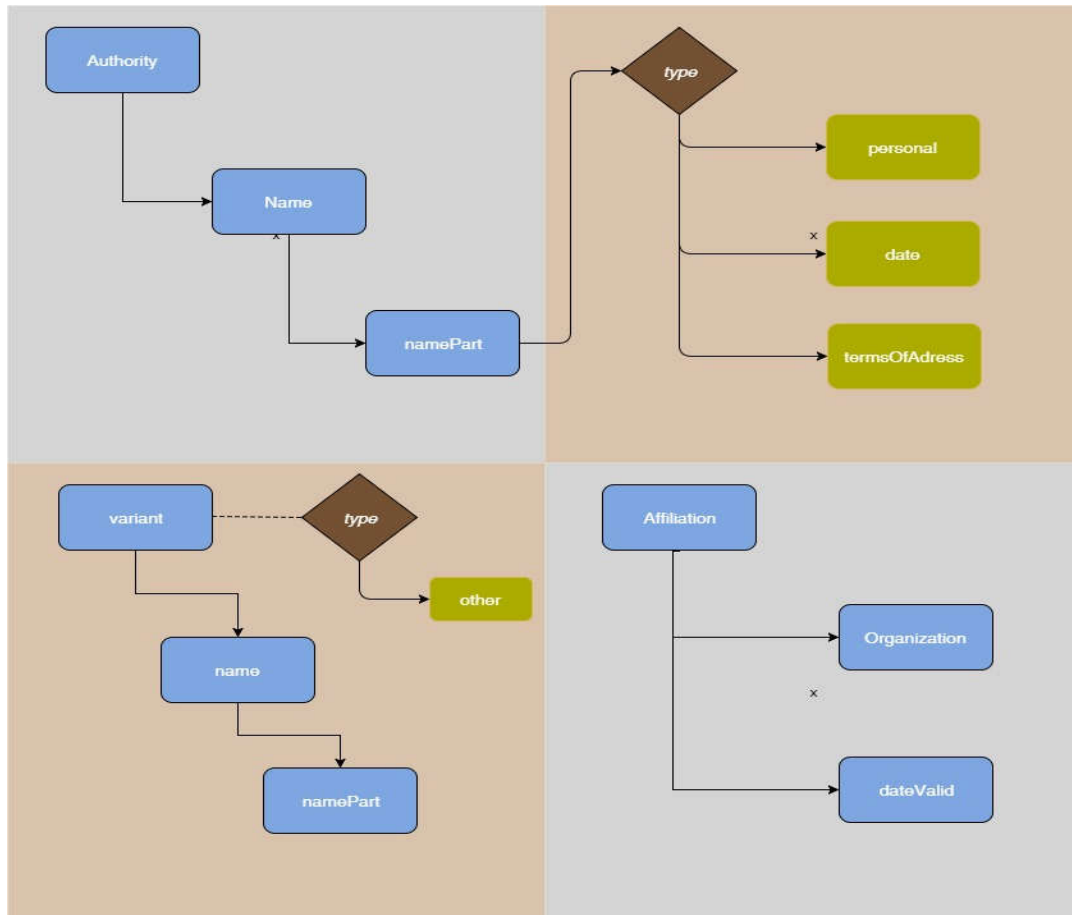 Authority
type
personal
Name
x
x
date
namePart
termsOfAdress
variant
type
Affiliation
other
Organization
name
x
namePart
dateValid